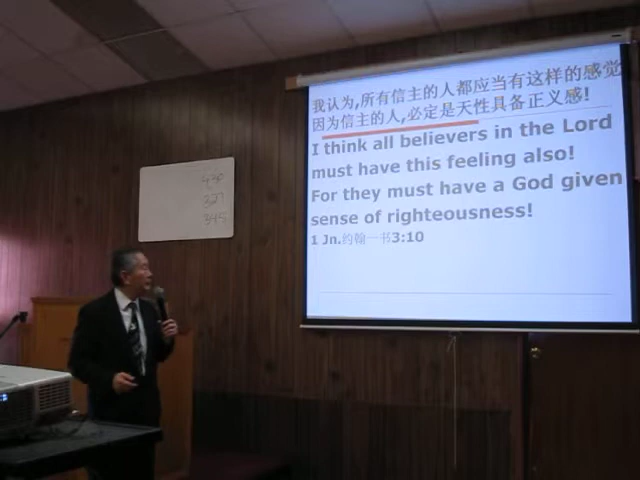 我认为,所有信主的人都应当有这样的感觉
因为信主的人,必定是天性具备正义感!
I think all believers in the Lord
must have this feeling also!
For they must have a God given
sense of righteousness!
1 Jn.约翰一书3:10
430
327
345